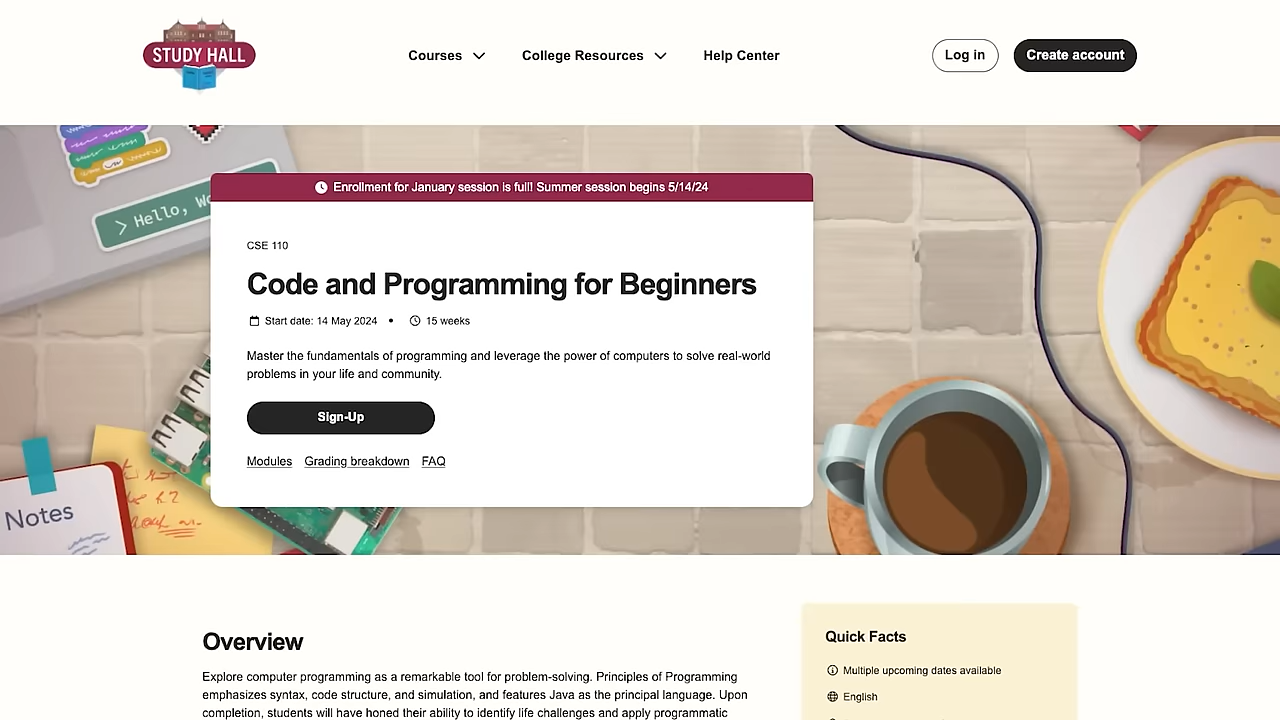 STUDY HALL
Courses
College Resources
Help Center
Log in
Create account
> Hello, W
Enrollment for January session is full! Summer session begins 5/14/24
CSE 110
Code and Programming for Beginners
Start date: 14 May 2024 • 15 weeks
Master the fundamentals of programming and leverage the power of computers to solve real-world
problems in your life and community.
Sign-Up
Modules Grading breakdown FAQ
Notes
Overview
Explore computer programming as a remarkable tool for problem-solving. Principles of Programming
emphasizes syntax, code structure, and simulation, and features Java as the principal language. Upon
completion, students will have honed their ability to identify life challenges and apply programmatic
Quick Facts
Multiple upcoming dates available
English